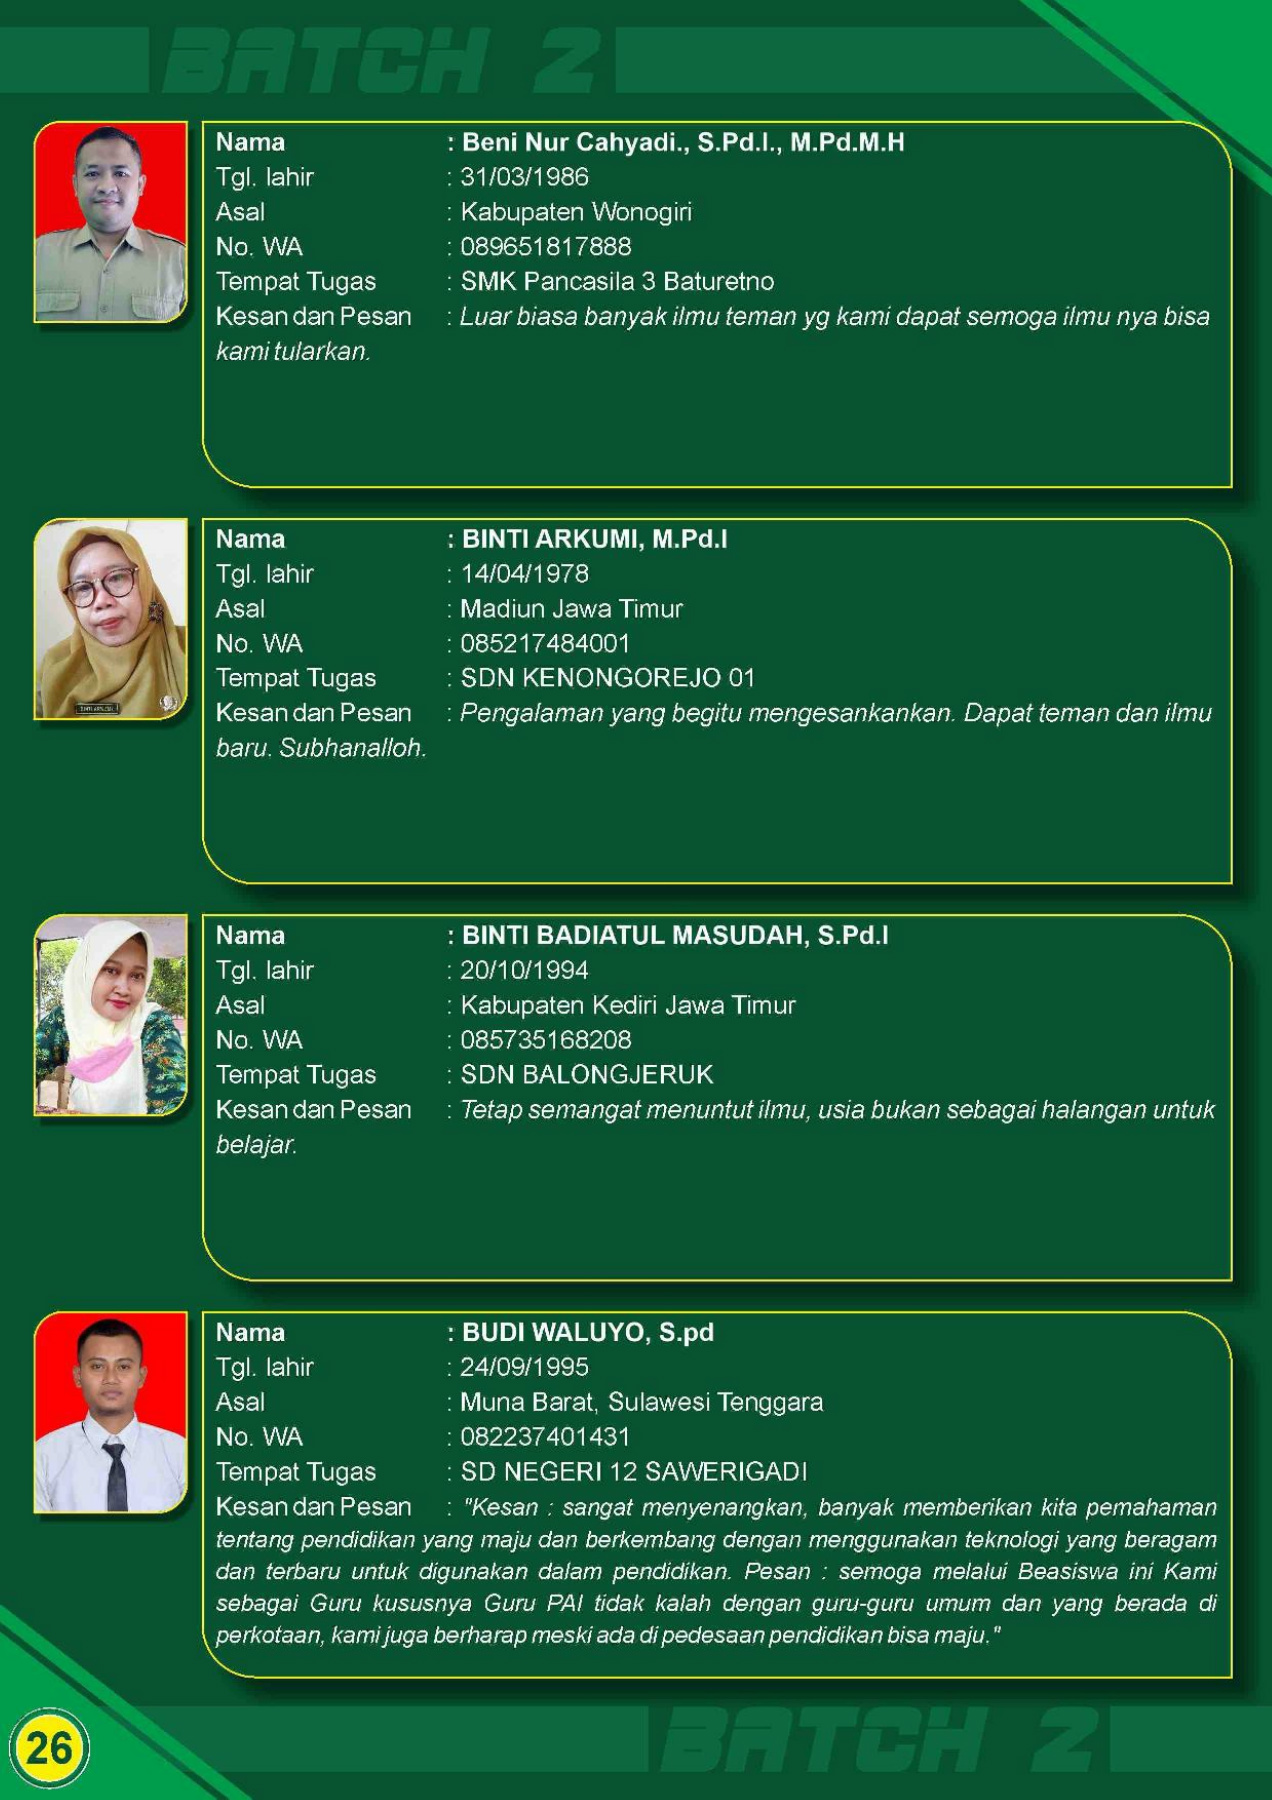 BATCH 2
Nama : Beni Nur Cahyadi., S.Pd.I., M.Pd.M.H
Tgl. lahir : 31/03/1986
Asal : Kabupaten Wonogiri
No. WA : 089651817888
Tempat Tugas : SMK Pancasila 3 Baturetno
Kesan dan Pesan : Luar biasa banyak ilmu teman yg kami dapat semoga ilmu nya bisa
kami tularkan.
Nama : BINTI ARKUMI, M.Pd.I
Tgl. lahir : 14/04/1978
Asal : Madiun Jawa Timur
No. WA : 085217484001
Tempat Tugas : SDN KENONGOREJO 01
Kesan dan Pesan : Pengalaman yang begitu mengesankankan. Dapat teman dan ilmu
baru. Subhanalloh.
Nama : BINTI BADIATUL MASUDAH, S.Pd.I
Tgl. lahir : 20/10/1994
Asal : Kabupaten Kediri Jawa Timur
No. WA : 085735168208
Tempat Tugas : SDN BALONGJERUK
Kesan dan Pesan : Tetap semangat menuntut ilmu, usia bukan sebagai halangan untuk
belajar.
Nama : BUDI WALUYO, S.pd
Tgl. lahir : 24/09/1995
Asal : Muna Barat, Sulawesi Tenggara
No. WA : 082237401431
Tempat Tugas : SD NEGERI 12 SAWERIGADI
Kesan dan Pesan : "Kesan : sangat menyenangkan, banyak memberikan kita pemahaman
tentang pendidikan yang maju dan berkembang dengan menggunakan teknologi yang beragam
dan terbaru untuk digunakan dalam pendidikan. Pesan : semoga melalui Beasiswa ini Kami
sebagai Guru kususnya Guru PAI tidak kalah dengan guru-guru umum dan yang berada di
perkotaan, kami juga berharap meski ada di pedesaan pendidikan bisa maju."
26
BATCH 2